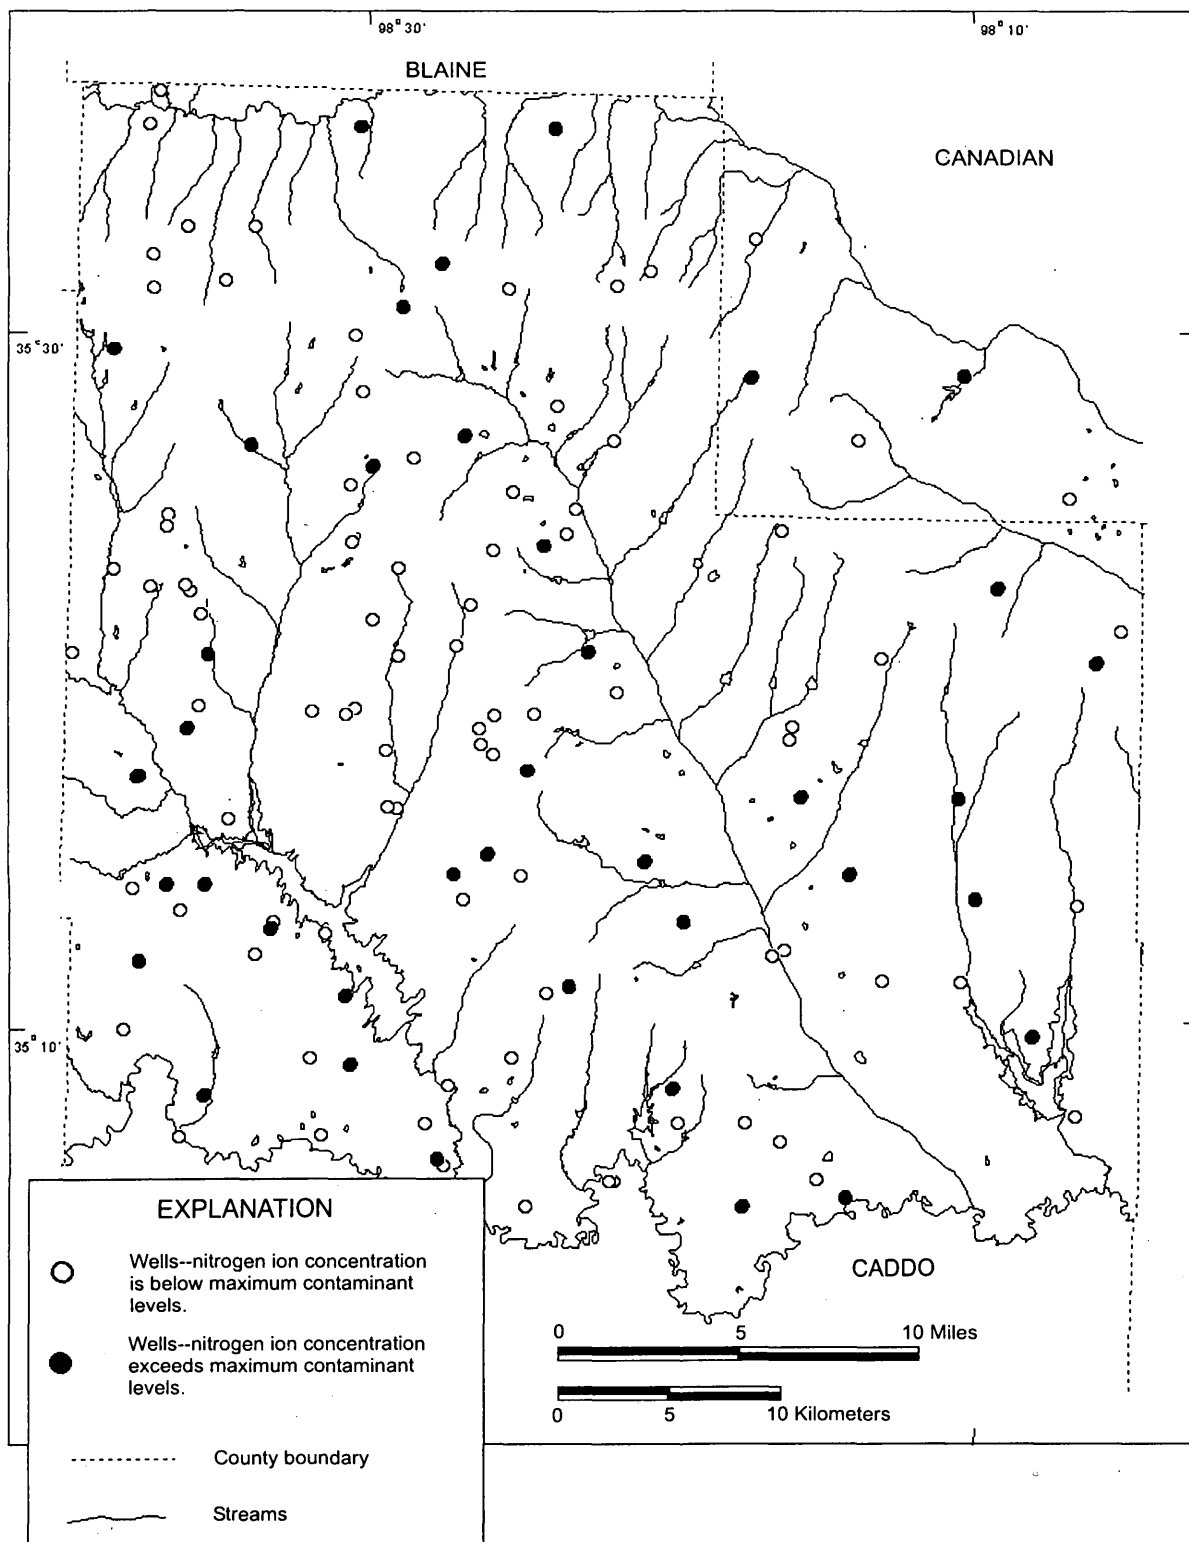 98° 30'
98° 10'
BLAINE
CANADIAN
35° 30'
35° 10'
EXPLANATION
Wells--nitrogen ion concentration
is below maximum contaminant
levels.
Wells--nitrogen ion concentration
exceeds maximum contaminant
levels.
County boundary
Streams
CADDO
0 5 10 Miles
0 5 10 Kilometers